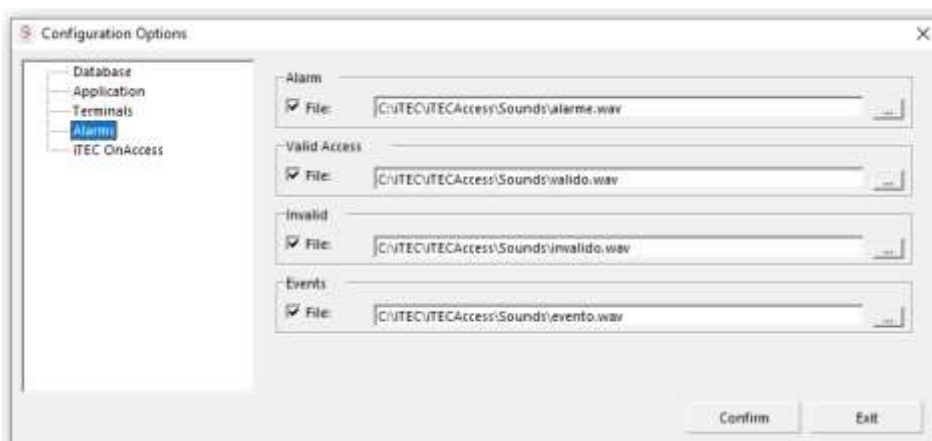 Configuration Options
Database
Application
Terminals
Alarms
iTEC OnAccess
Alarm
File: C:\iTEC\iTECAccess\Sounds\alarme.wav ...
Valid Access
File: C:\iTEC\iTECAccess\Sounds\valido.wav ...
Invalid
File: C:\iTEC\iTECAccess\Sounds\invalido.wav ...
Events
File: C:\iTEC\iTECAccess\Sounds\evento.wav ...
Confirm Exit